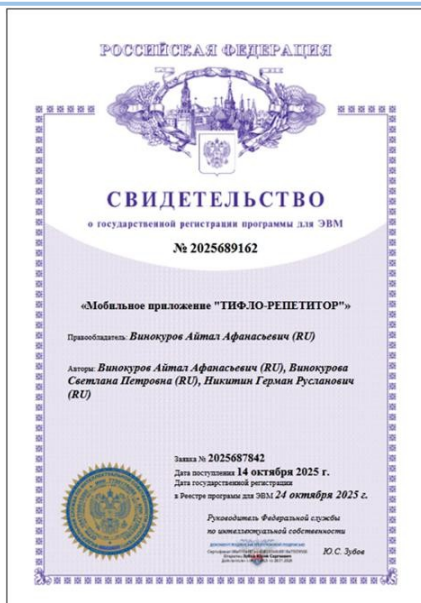 РОССИЙСКАЯ ФЕДЕРАЦИЯ
СВИДЕТЕЛЬСТВО
о государственной регистрации программы для ЭВМ
№ 2025689162
«Мобильное приложение "ТИФЛО-РЕПЕТИТОР"»
Правообладатель: Винокуров Айтал Афанасьевич (RU)
Авторы: Винокуров Айтал Афанасьевич (RU), Винокурова
Светлана Петровна (RU), Никитин Герман Русланович
(RU)
Заявка № 2025687842
Дата поступления 14 октября 2025 г.
Дата государственной регистрации
в Реестре программ для ЭВМ 24 октября 2025 г.
Руководитель Федеральной службы
по интеллектуальной собственности
Ю.С. Зубов